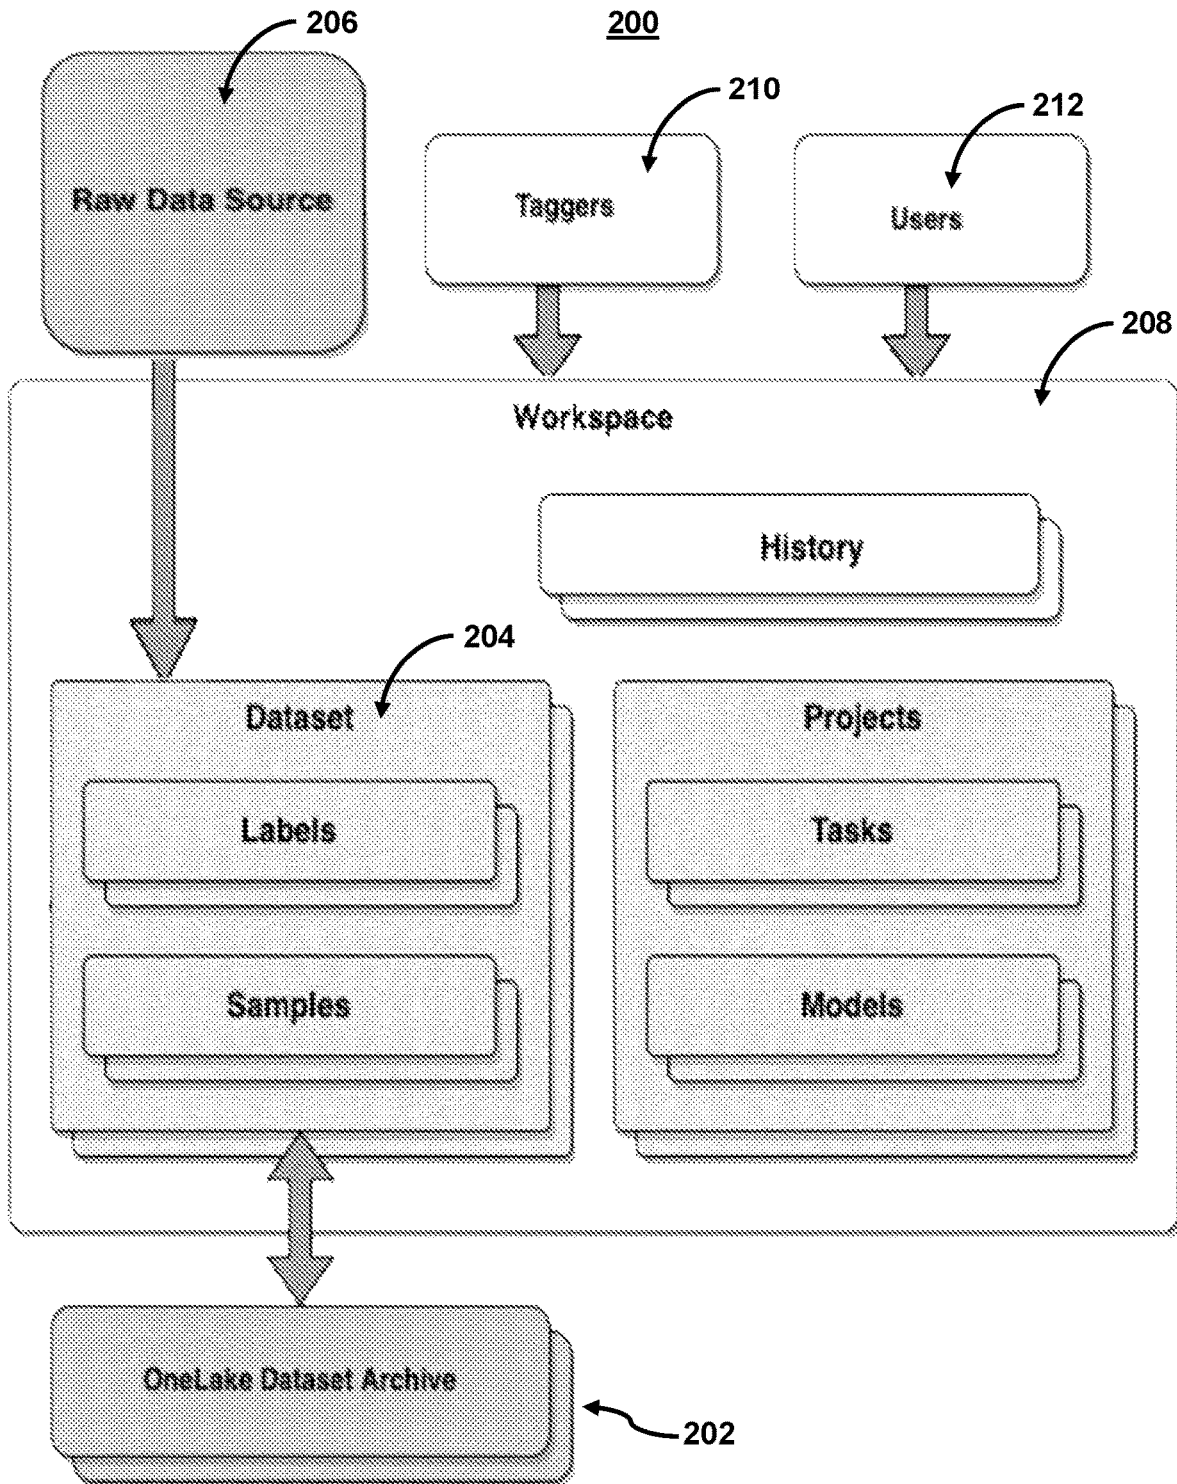 206
200
210
212
Raw Data Source
Taggers
Users
208
Workspace
History
204
Dataset
Projects
Labels
Tasks
Samples
Models
OneLake Dataset Archive
202